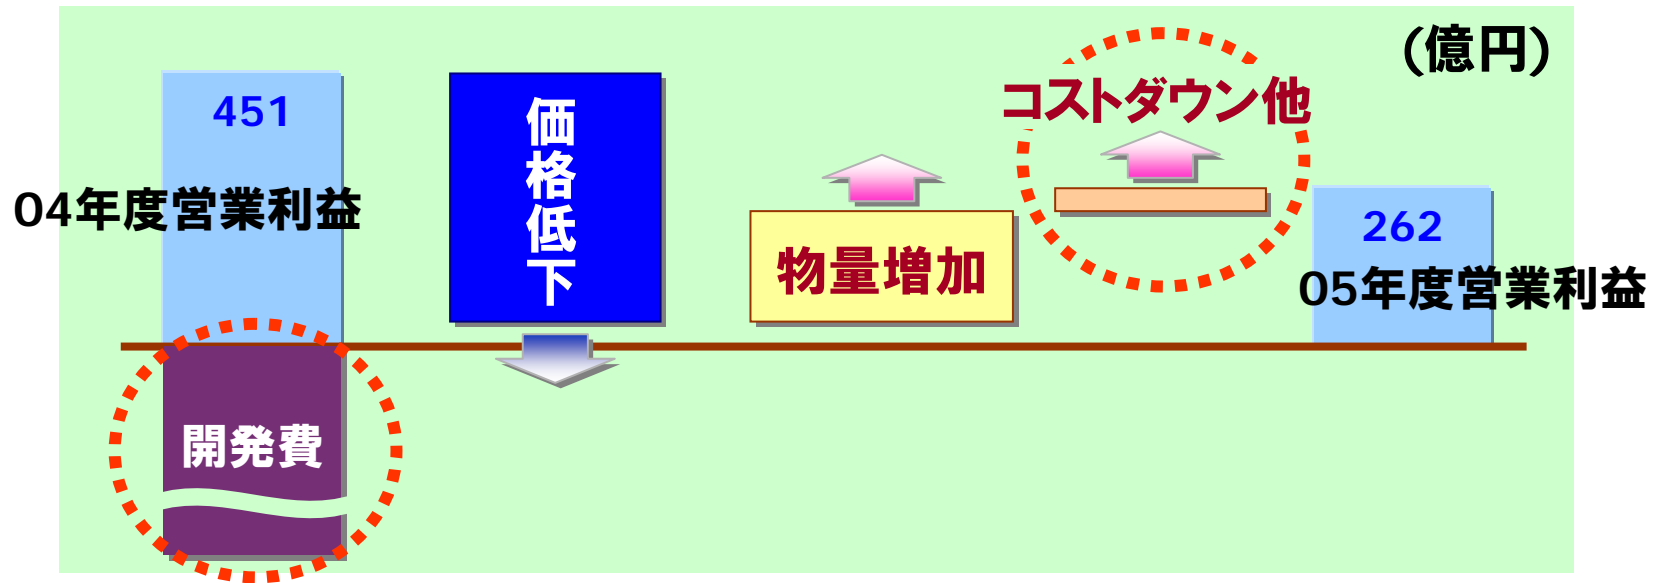 (億円)
451
04年度営業利益
価格低下
物量増加
コストダウン他
262
05年度営業利益
開発費